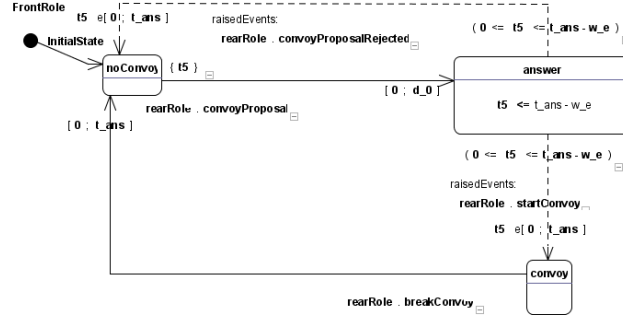 FrontRole
t5 e[ 0 ; t_ans ]
raisedEvents:
( 0 <= t5 <= t_ans - w_e )
InitialState
rearRole . convoyProposalRejected
noConvoy
{ t5 }
answer
[ 0 ; d_0 ]
t5 <= t_ans - w_e
rearRole . convoyProposal
[ 0 ; t_ans ]
( 0 <= t5 <= t_ans - w_e )
raisedEvents:
rearRole . startConvoy
t5 e[ 0 ; t_ans ]
convoy
rearRole . breakConvoy